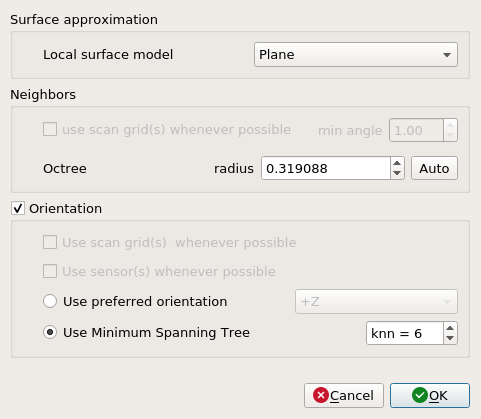 Surface approximation
Local surface model Plane
Neighbors
use scan grid(s) whenever possible min angle 1.00
Octree radius 0.319088 Auto
Orientation
Use scan grid(s)  whenever possible
Use sensor(s) whenever possible
Use preferred orientation +Z
Use Minimum Spanning Tree knn = 6
Cancel OK